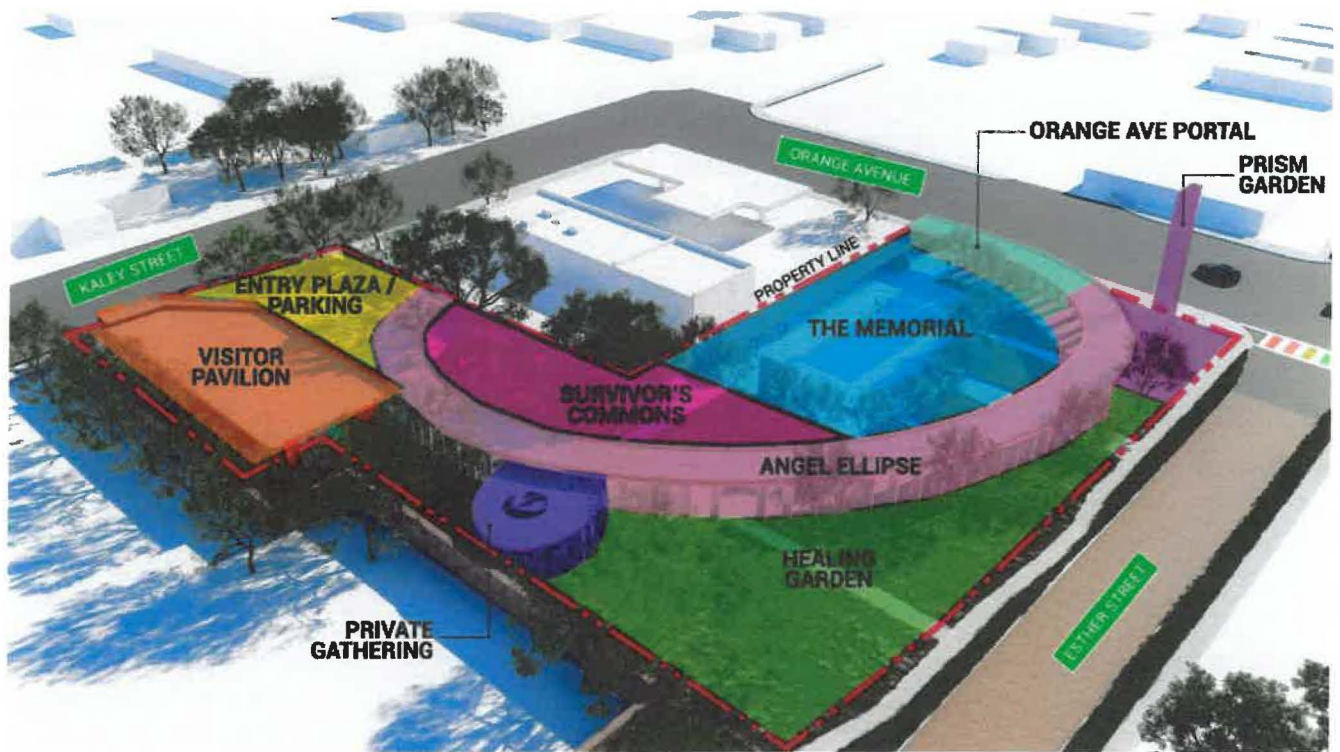 ORANGE AVE PORTAL
ORANGE AVENUE
PRISM
GARDEN
KALEY STREET
PROPERTY LINE
ENTRY PLAZA /
PARKING
THE MEMORIAL
VISITOR
PAVILION
SURVIVOR'S
COMMONS
ANGEL ELLIPSE
HEALING
GARDEN
ESTHER STREET
PRIVATE
GATHERING